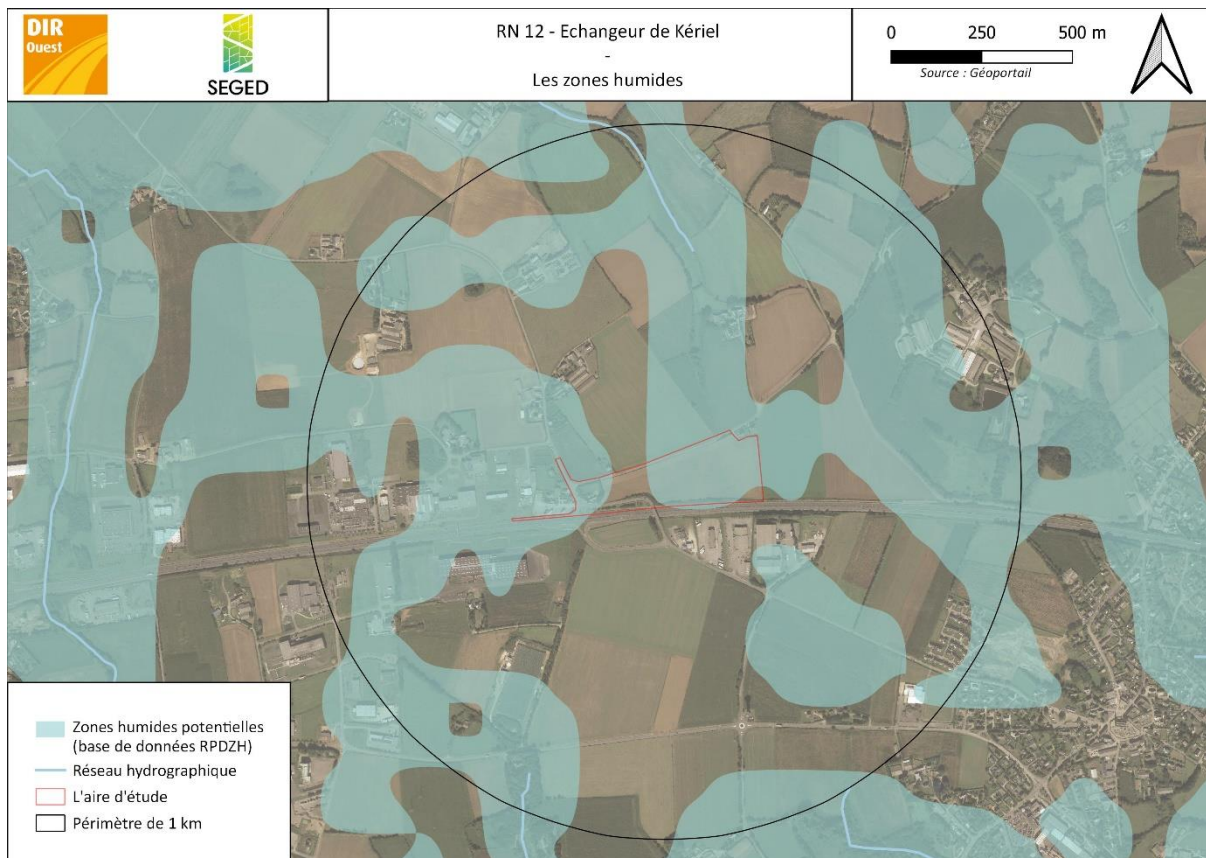 DIR
Ouest
SEGED
RN 12 - Echangeur de Kériel
-
Les zones humides
0 250 500 m
Source : Géoportail
Zones humides potentielles
(base de données RPDZH)
Réseau hydrographique
L'aire d'étude
Périmètre de 1 km